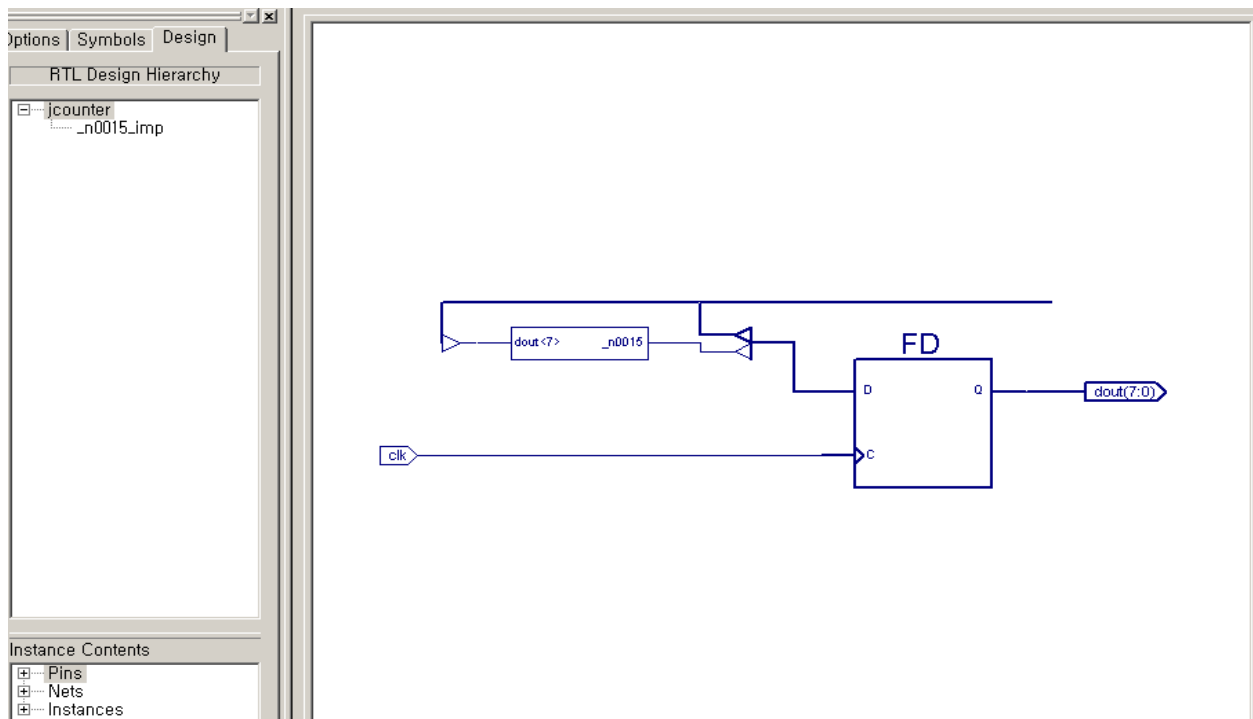 Options Symbols Design
RTL Design Hierarchy
jcounter
_n0015_imp
Instance Contents
Pins
Nets
Instances
FD
dout<7> _n0015
D Q
dout(7:0)
clk
C